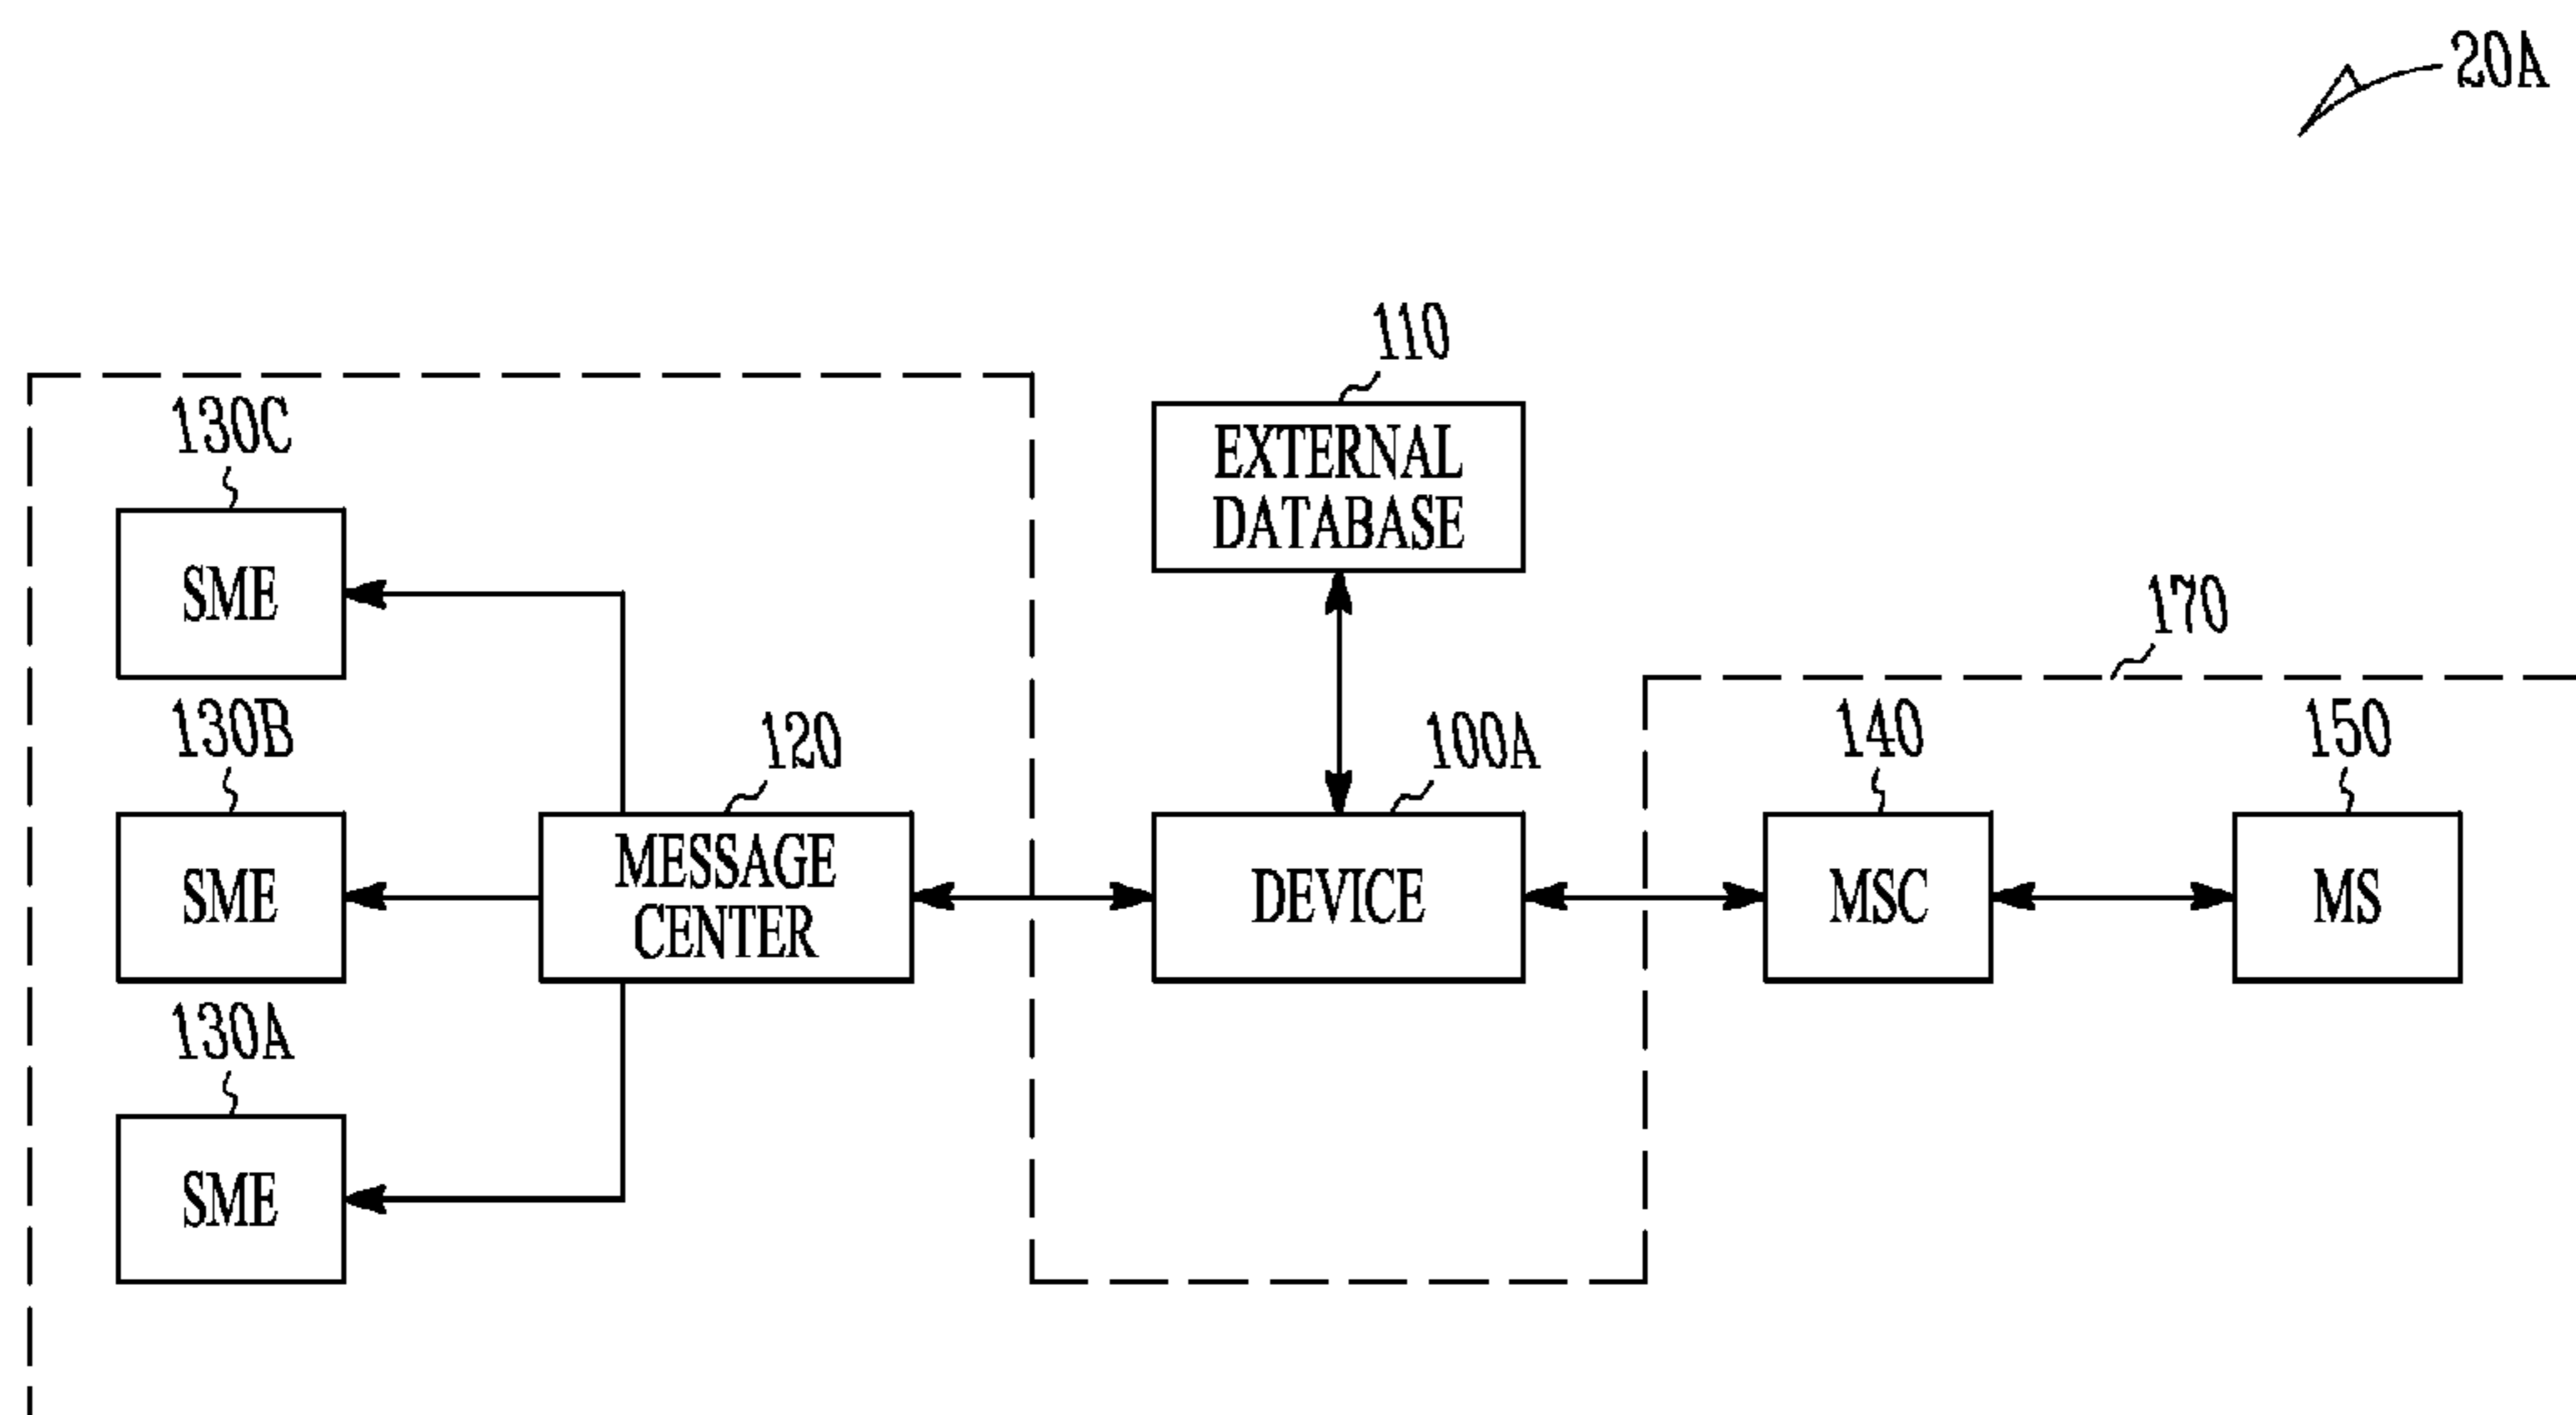 20A
110
EXTERNAL
DATABASE
130C
SME
170
130B
SME
120
MESSAGE
CENTER
100A
DEVICE
140
MSC
150
MS
130A
SME